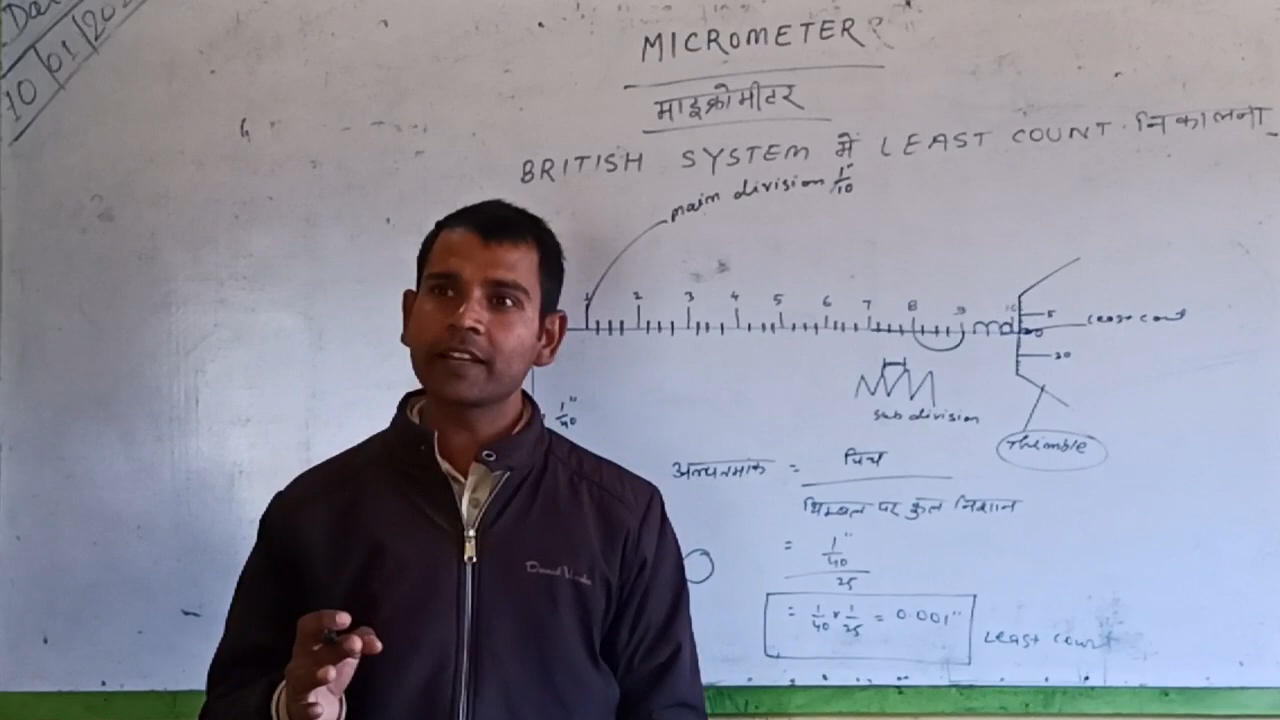 10/01/202
MICROMETER
माइक्रोमीटर
BRITISH SYSTEM में LEAST COUNT निकालना
main division 1"/10
1 2 3 4 5 6 7 8 9 10
5
20
Least count
sub division
Thimble
1"/40
अल्पतमांक = पिच
थिम्बल पर कुल निशान
= 1"/40
25
= 1/40 × 1/25 = 0.001"
Least count